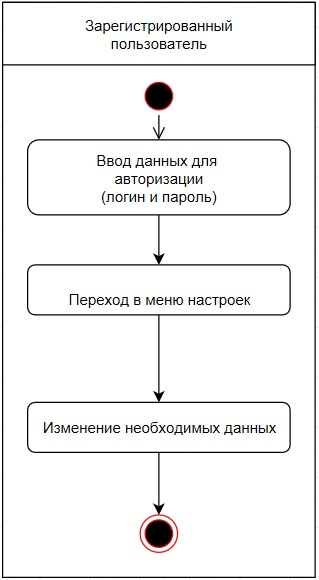 Зарегистрированный
пользователь
Ввод данных для
авторизации
(логин и пароль)
Переход в меню настроек
Изменение необходимых данных